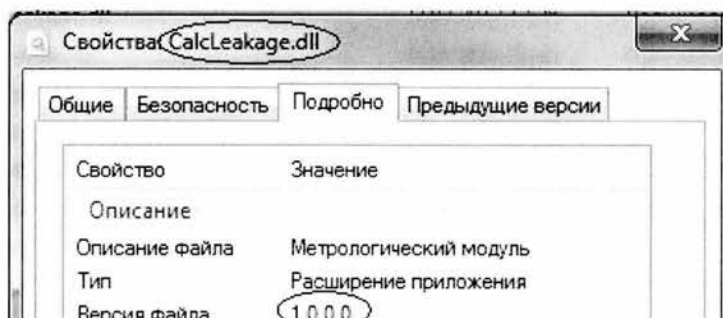 Свойства: CalcLeakage.dll
Общие Безопасность Подробно Предыдущие версии
Свойство Значение
Описание
Описание файла Метрологический модуль
Тип Расширение приложения
Версия файла 1.0.0.0